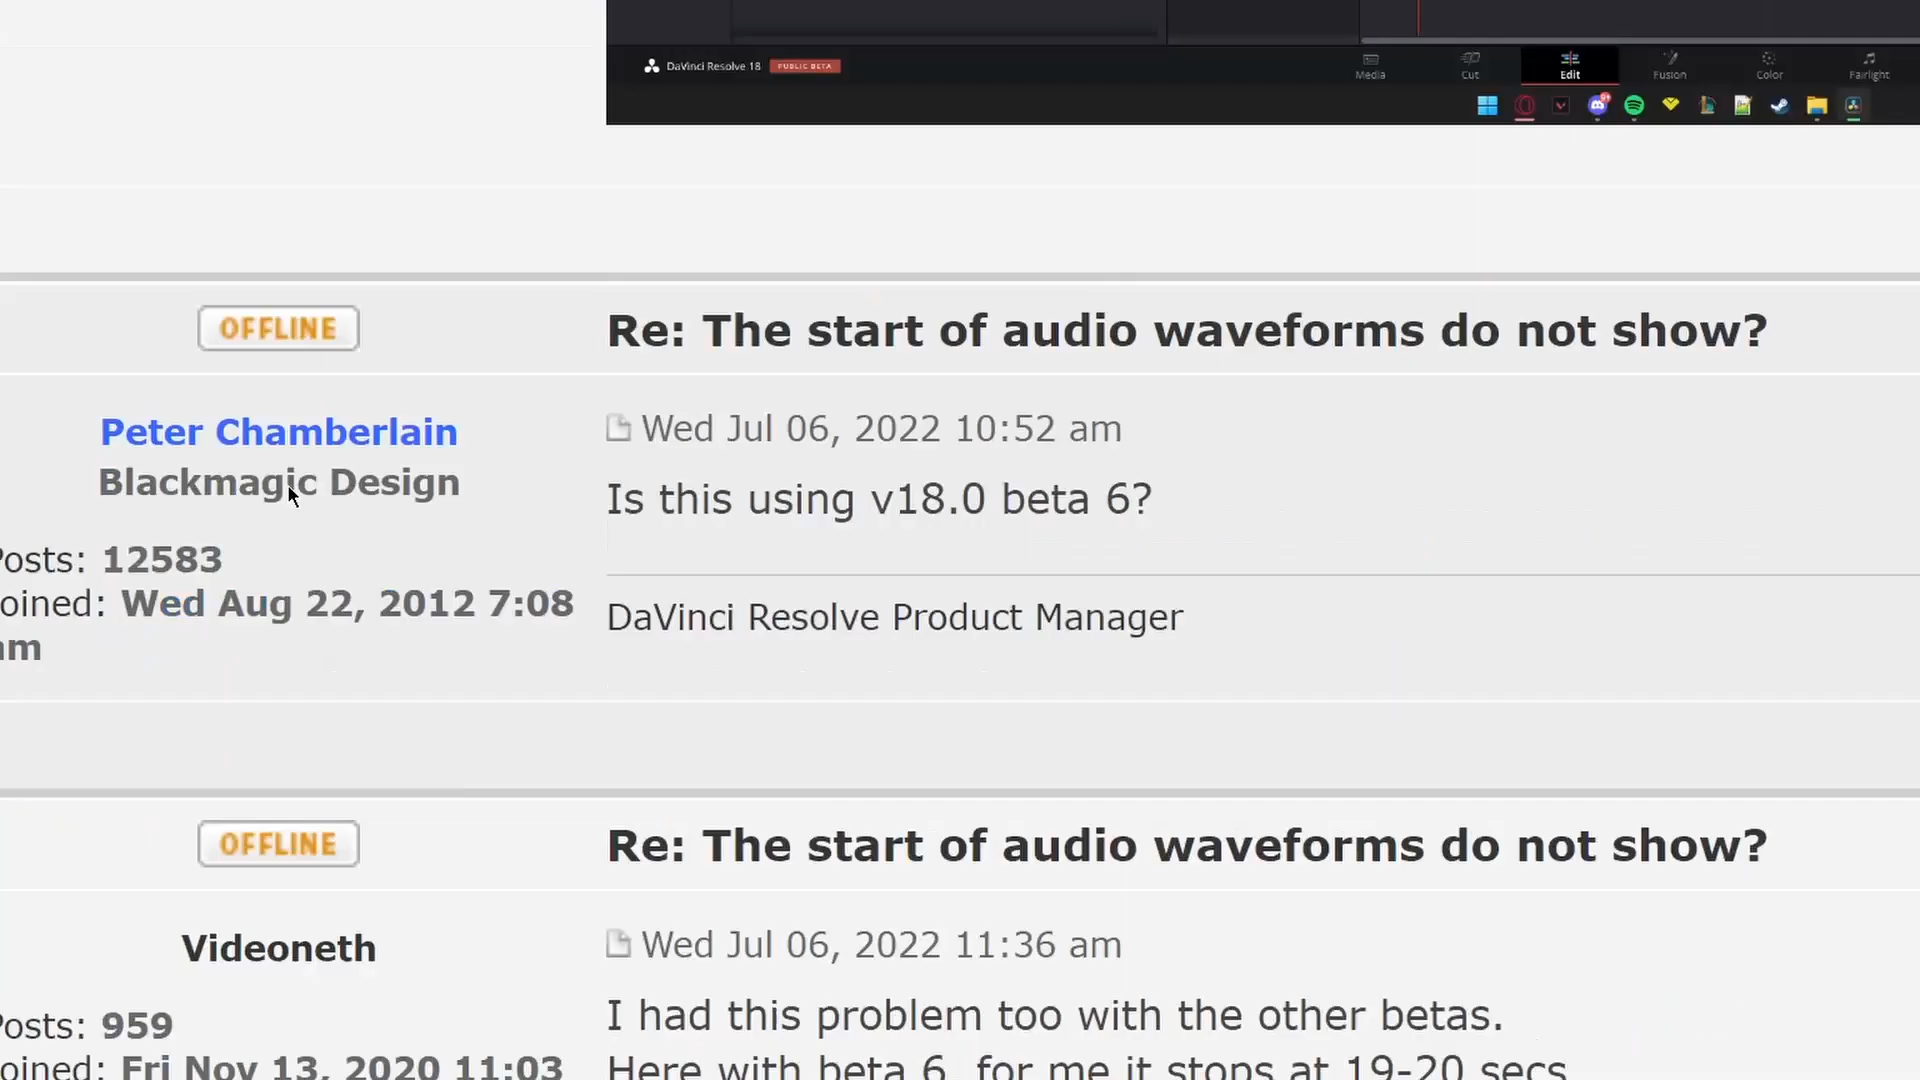 DaVinci Resolve 18 PUBLIC BETA
Media Cut Edit Fusion Color Fairlight
OFFLINE
Re: The start of audio waveforms do not show?
Peter Chamberlain
Blackmagic Design
Wed Jul 06, 2022 10:52 am
Is this using v18.0 beta 6?
Posts: 12583
oined: Wed Aug 22, 2012 7:08
am
DaVinci Resolve Product Manager
OFFLINE
Re: The start of audio waveforms do not show?
Videoneth
Wed Jul 06, 2022 11:36 am
I had this problem too with the other betas.
Posts: 959
oined: Fri Nov 13, 2020 11:03
Here with beta 6, for me it stops at 19-20 secs